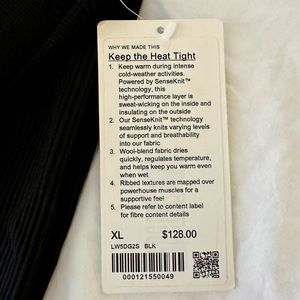 WHY WE MADE THIS
Keep the Heat Tight
1. Keep warm during intense
cold-weather activities.
Powered by SenseKnit™
technology, this
high-performance layer is
sweat-wicking on the inside and
insulating on the outside
2. Our SenseKnit™ technology
seamlessly knits varying levels
of support and breathability
into our fabric
3. Wool-blend fabric dries
quickly, regulates temperature,
and helps keep you warm even
when wet
4. Ribbed textures are mapped over
powerhouse muscles for a
supportive feel
5. Please refer to content label
for fibre content details
XL $128.00
LW5DG2S BLK
000121550049